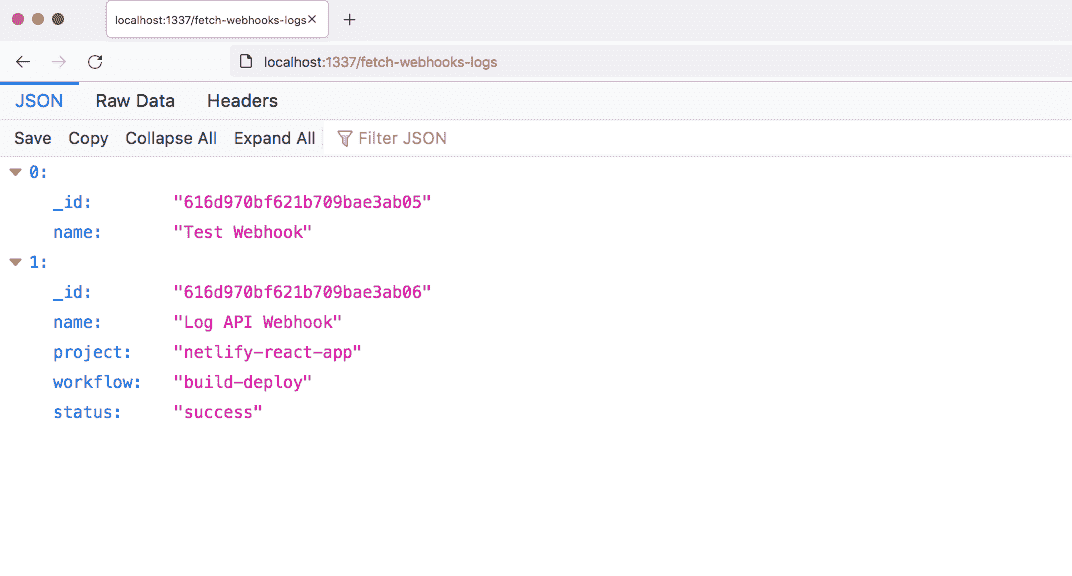 localhost:1337/fetch-webhooks-logs
localhost:1337/fetch-webhooks-logs
JSON Raw Data Headers
Save Copy Collapse All Expand All Filter JSON
0:
_id: "616d970bf621b709bae3ab05"
name: "Test Webhook"
1:
_id: "616d970bf621b709bae3ab06"
name: "Log API Webhook"
project: "netlify-react-app"
workflow: "build-deploy"
status: "success"